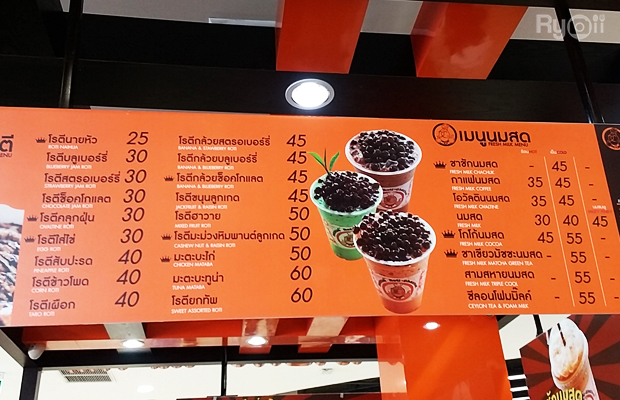 Ryoii
ตี
MENU
โรตีนายหัว 25
ROTI NAIHUA
โรตีบลูเบอร์รี่ 30
BLUEBERRY JAM ROTI
โรตีสตรอเบอร์รี่ 30
STRAWBERRY JAM ROTI
โรตีช็อคโกแลต 30
CHOCOLATE JAM ROTI
โรตีคลุกฝุ่น 30
OVALTINE ROTI
โรตีใส่ไข่ 30
EGG ROTI
โรตีสับปะรด 40
PINEAPPLE ROTI
โรตีข้าวโพด 40
CORN ROTI
โรตีเผือก 40
TARO ROTI
โรตีกล้วยสตรอเบอร์รี่ 45
BANANA & STRAWBERRY ROTI
โรตีกล้วยบลูเบอร์รี่ 45
BANANA & BLUEBERRY ROTI
โรตีกล้วยช็อคโกแลต 45
BANANA & BLUEBERRY ROTI
โรตีขนุนลูกเกด 45
JACKFRUIT & RAISIN ROTI
โรตีฮาวาย 50
MIXED FRUIT ROTI
โรตีมะม่วงหิมพานต์ลูกเกด 50
CASHEW NUT & RAISIN ROTI
มะตะบะไก่ 50
CHICKEN MATABA
มะตะบะทูน่า 60
TUNA MATABA
โรตียกทัพ 60
SWEET ASSORTED ROTI
เมนูนมสด
FRESH MILK MENU
ชาชักนมสด - 45 -
FRESH MILK CHACHUK
กาแฟนมสด 35 45 -
FRESH MILK COFFEE
โอวัลตินนมสด 35 45 -
FRESH MILK OVALTINE
นมสด 30 40 45
FRESH MILK
โกโก้นมสด 45 55 -
FRESH MILK COCOA
ชาเขียวมัชชะนมสด - 55 -
FRESH MILK MATCHA GREEN TEA
สามสหายนมสด - 55 -
FRESH MILK TRIPLE COOL
ซีลอนโฟมมิลค์ - 55 -
CEYLON TEA & FOAM MILK